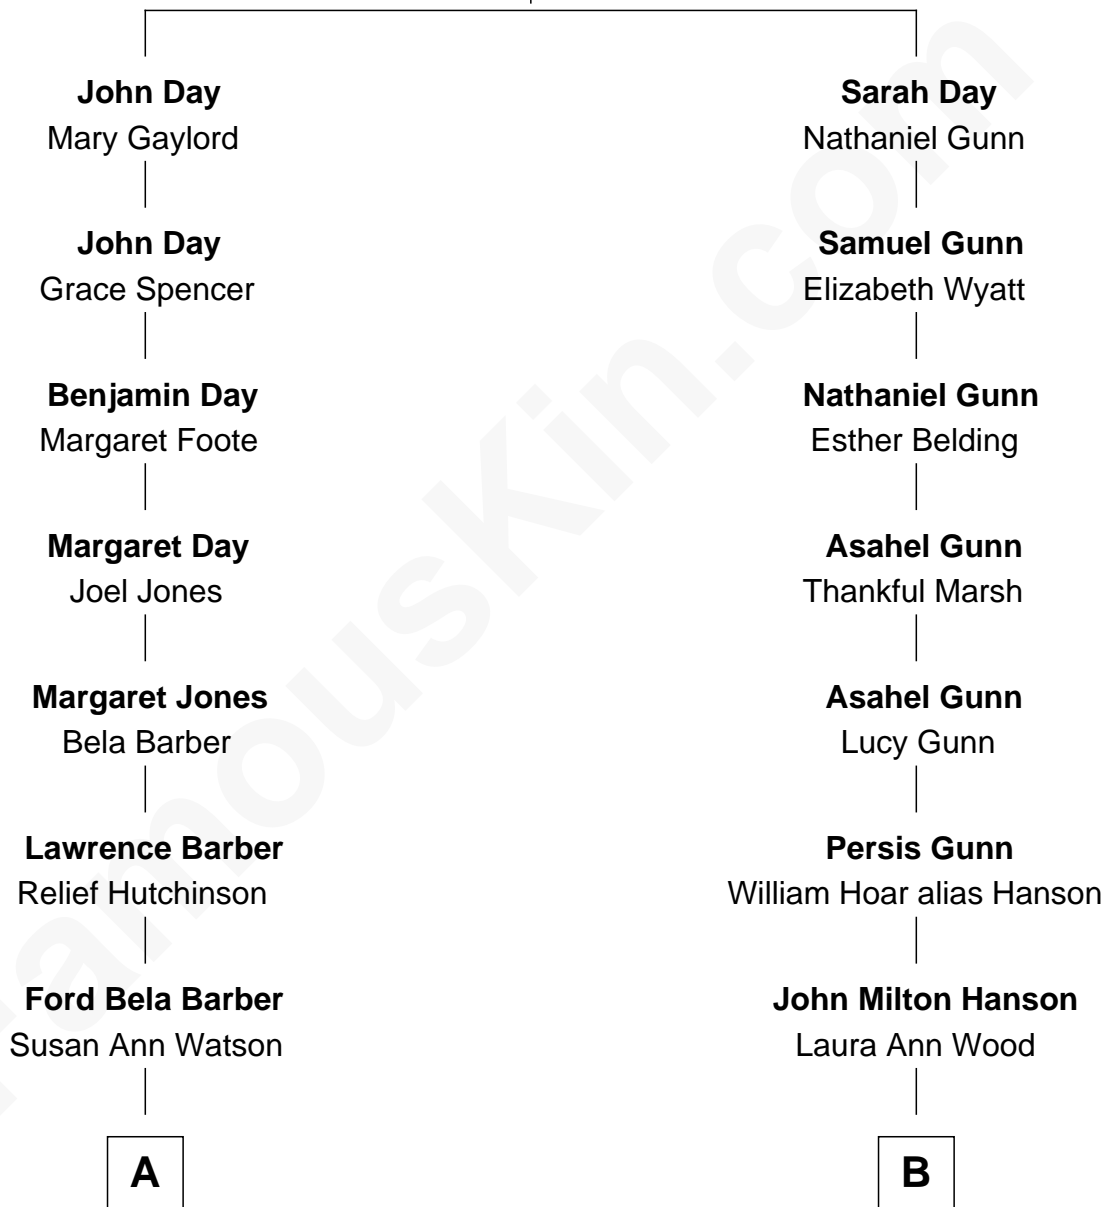 John Day
Mary Gaylord
Sarah Day
Nathaniel Gunn
John Day
Grace Spencer
Samuel Gunn
Elizabeth Wyatt
Benjamin Day
Margaret Foote
Nathaniel Gunn
Esther Belding
Margaret Day
Joel Jones
Asahel Gunn
Thankful Marsh
Margaret Jones
Bela Barber
Asahel Gunn
Lucy Gunn
Lawrence Barber
Relief Hutchinson
Persis Gunn
William Hoar alias Hanson
Ford Bela Barber
Susan Ann Watson
John Milton Hanson
Laura Ann Wood
A
B
FamousKin.com